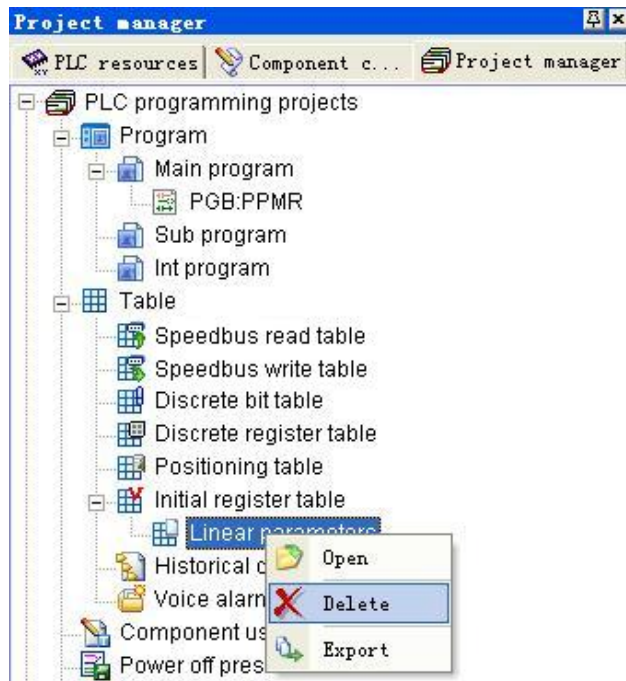 Project manager
PLC resources Component c... Project manager
PLC programming projects
Program
Main program
PGB:PPMR
Sub program
Int program
Table
Speedbus read table
Speedbus write table
Discrete bit table
Discrete register table
Positioning table
Initial register table
Linear parameters
Open
Historical
Delete
Voice alarm
Export
Component
Power off